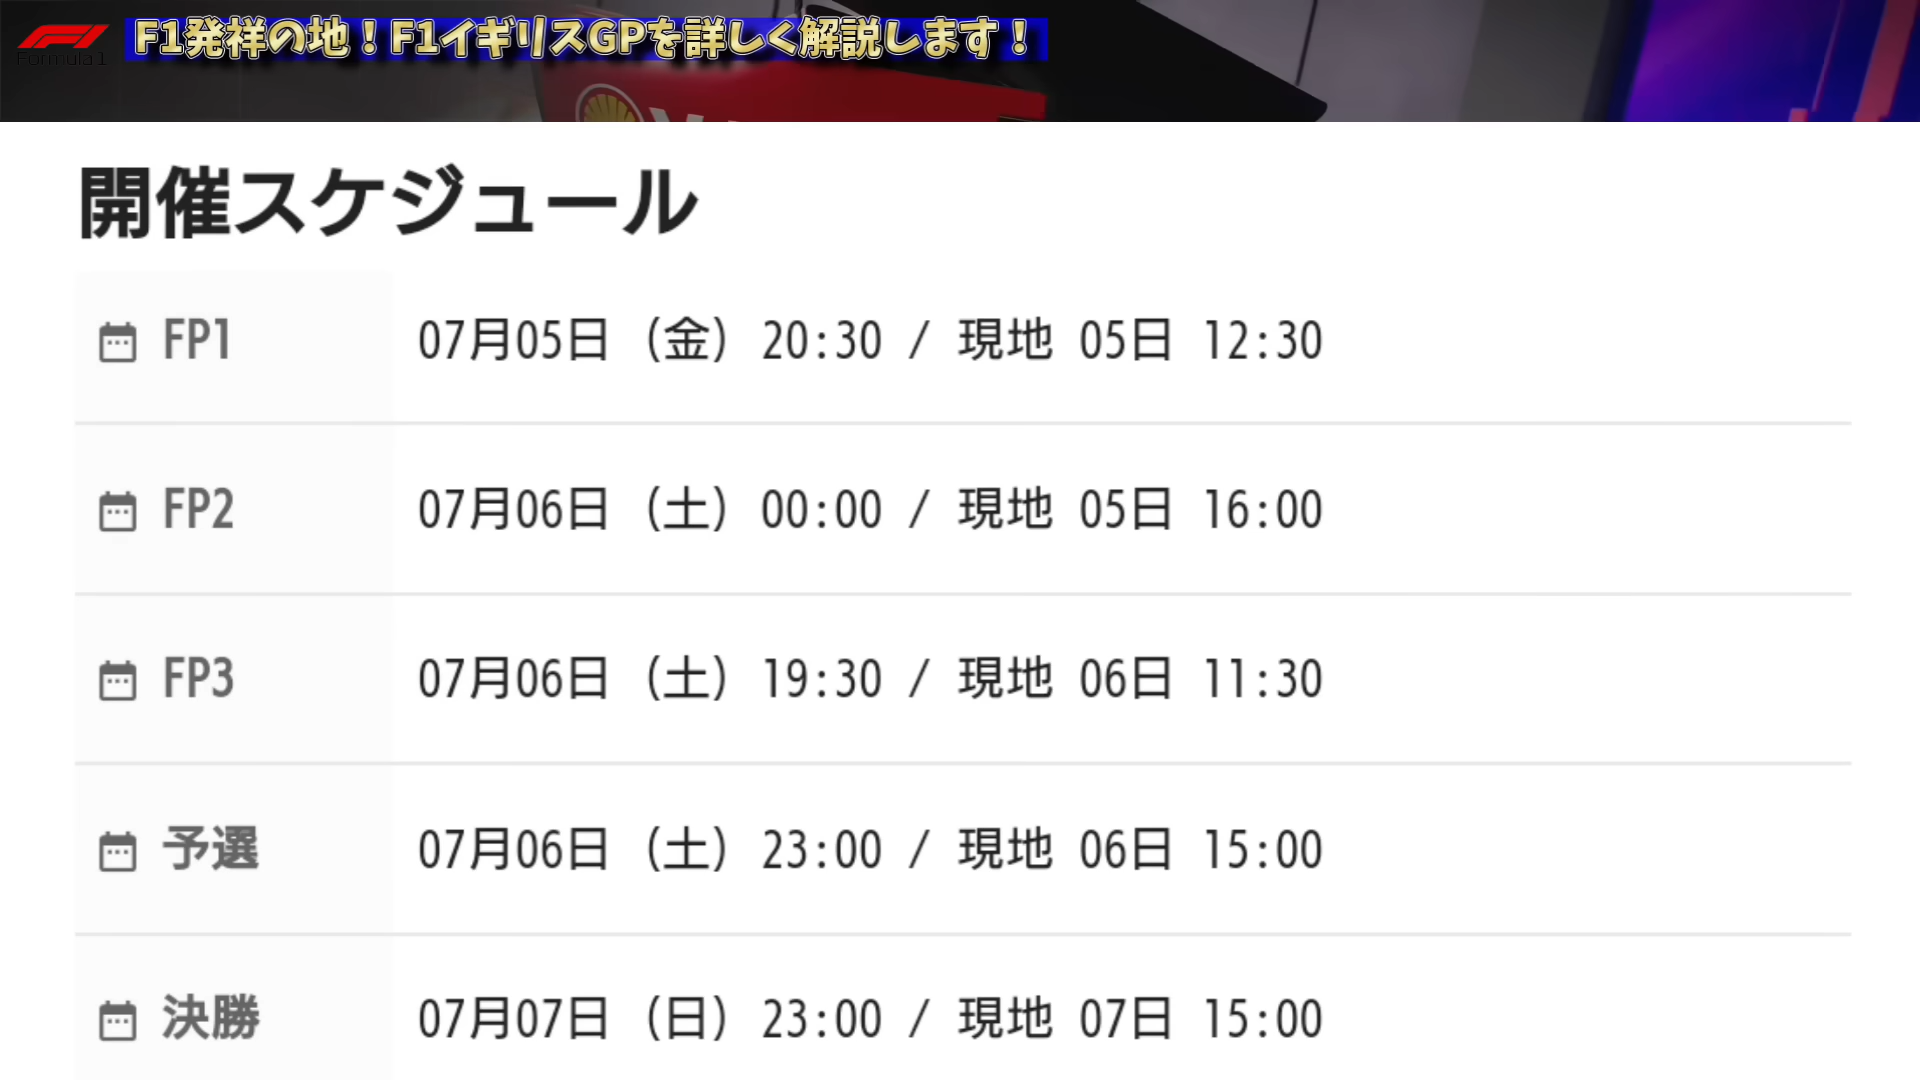 F1発祥の地！F1イギリスGPを詳しく解説します！
Formula 1
開催スケジュール
FP1 07月05日（金）20:30 / 現地 05日 12:30
FP2 07月06日（土）00:00 / 現地 05日 16:00
FP3 07月06日（土）19:30 / 現地 06日 11:30
予選 07月06日（土）23:00 / 現地 06日 15:00
決勝 07月07日（日）23:00 / 現地 07日 15:00